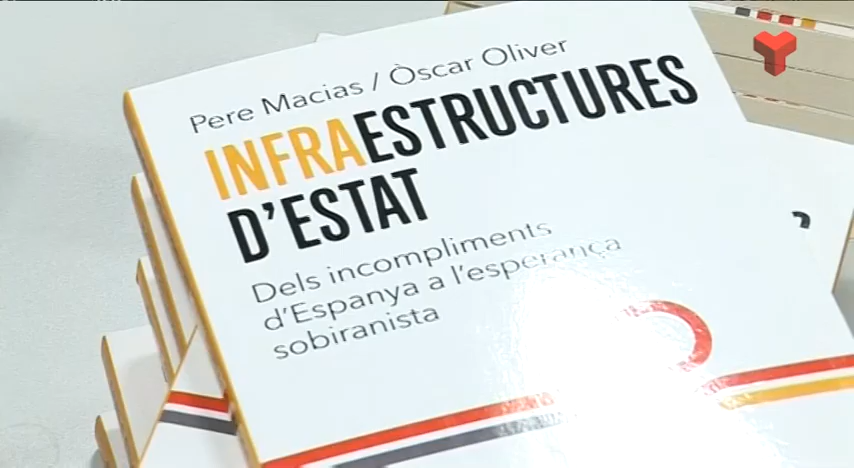 Pere Macias / Òscar Oliver
INFRAESTRUCTURES
D'ESTAT
Dels incompliments
d'Espanya a l'esperança
sobiranista